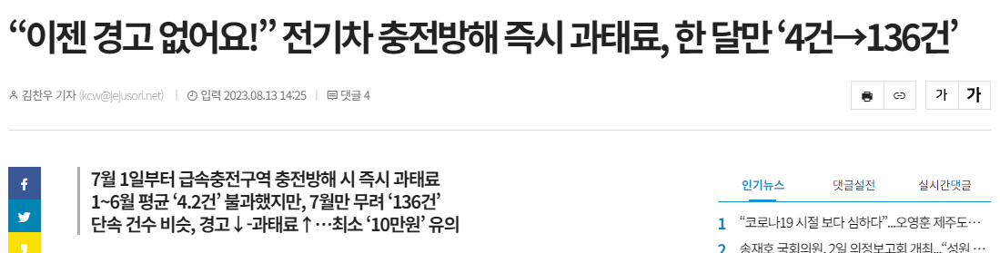 “이젠 경고 없어요!” 전기차 충전방해 즉시 과태료, 한 달만 ‘4건→136건’
김찬우 기자 (kcw@jejusori.net) | 입력 2023.08.13 14:25 | 댓글 4
가 가
7월 1일부터 급속충전구역 충전방해 시 즉시 과태료
1~6월 평균 ‘4.2건’ 불과했지만, 7월만 무려 ‘136건’
단속 건수 비슷, 경고↓-과태료↑…최소 ‘10만원’ 유의
인기뉴스 댓글설전 실시간댓글
1 “코로나19 시절 보다 심하다”...오영훈 제주도…
2 송재호 국회의원, 2일 의정보고회 개최...“성원 …